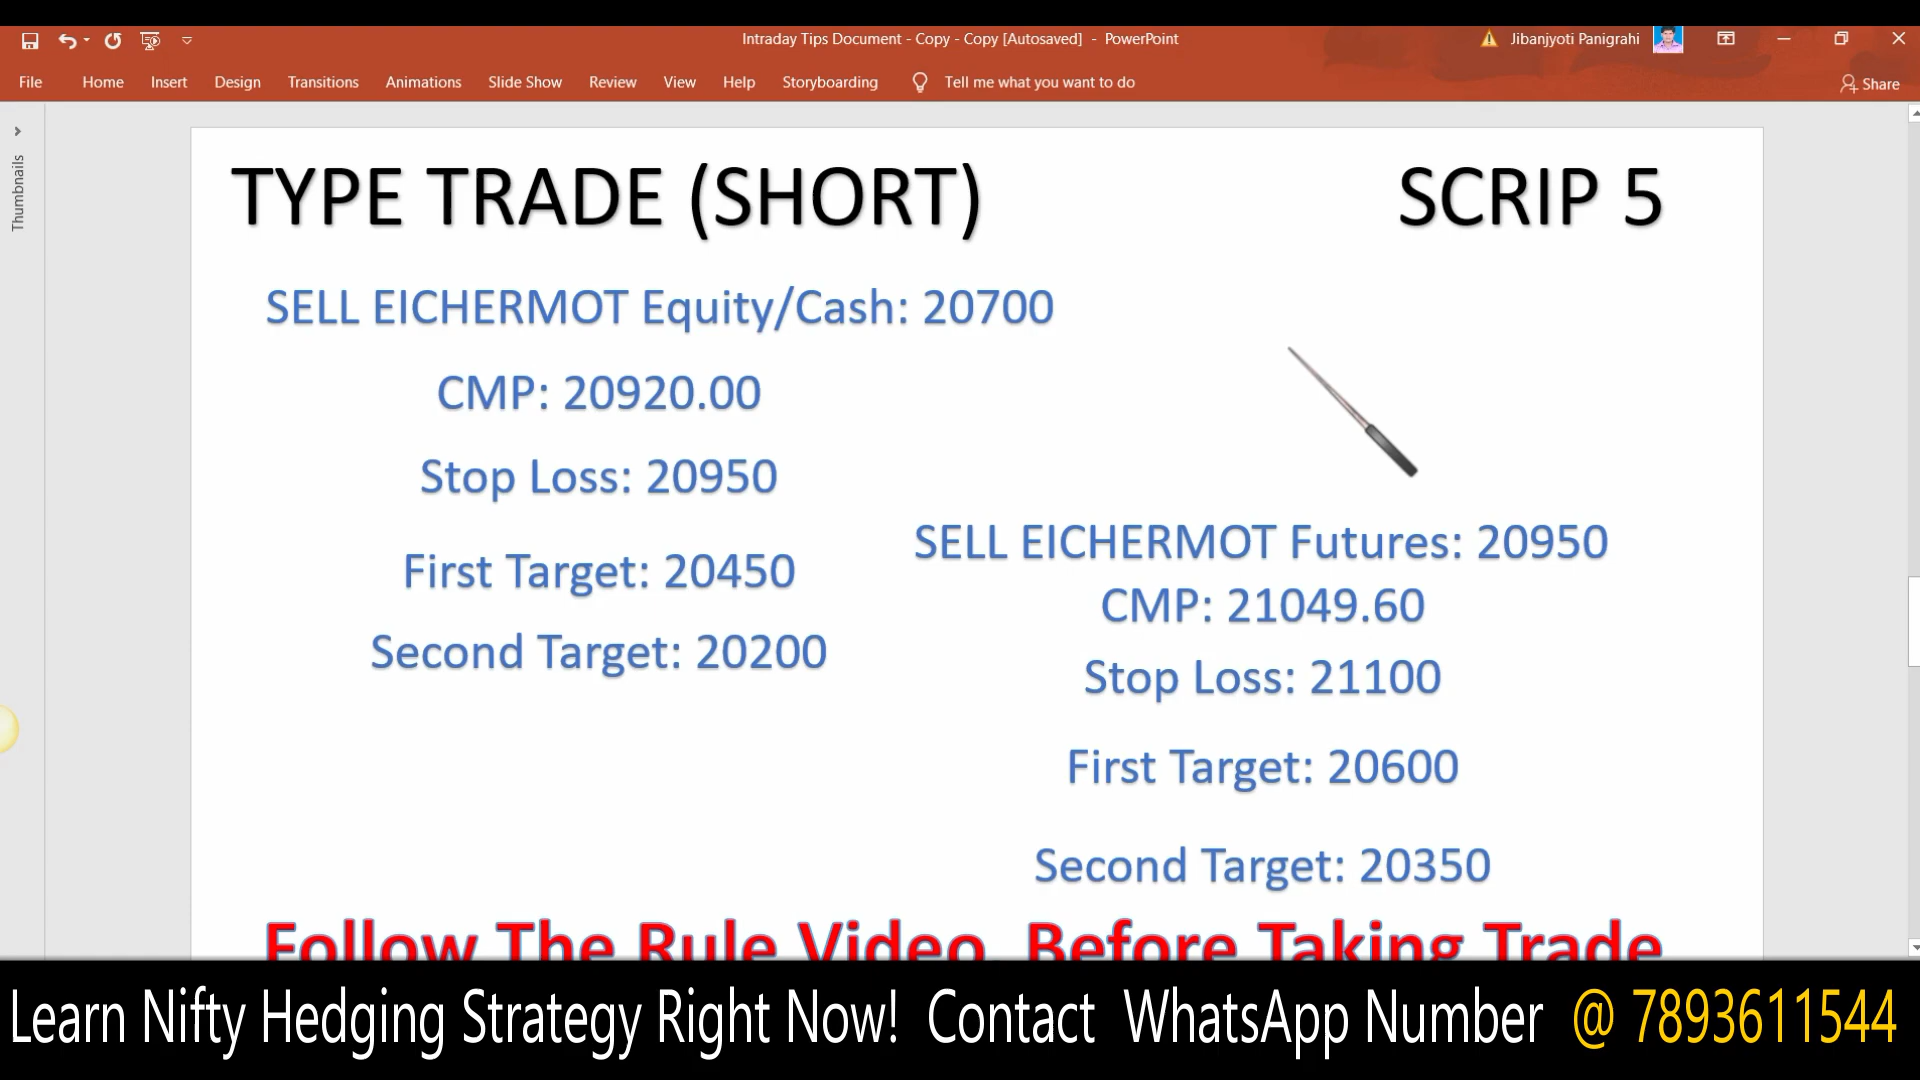 Intraday Tips Document - Copy - Copy [Autosaved] - PowerPoint
Jibanjyoti Panigrahi
File Home Insert Design Transitions Animations Slide Show Review View Help Storyboarding Tell me what you want to do Share
Thumbnails
TYPE TRADE (SHORT) SCRIP 5
SELL EICHERMOT Equity/Cash: 20700
CMP: 20920.00
Stop Loss: 20950
First Target: 20450
Second Target: 20200
SELL EICHERMOT Futures: 20950
CMP: 21049.60
Stop Loss: 21100
First Target: 20600
Second Target: 20350
Follow The Rule Video Before Taking Trade
Learn Nifty Hedging Strategy Right Now! Contact WhatsApp Number @ 7893611544